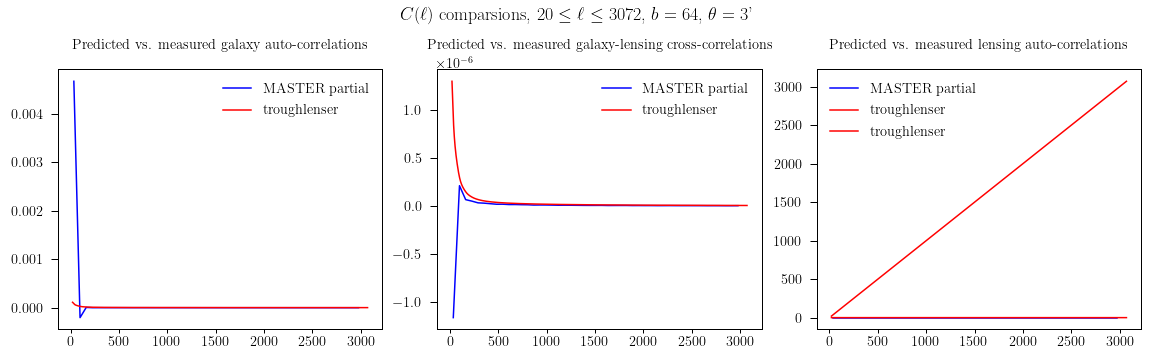 C(ℓ) comparsions, 20 ≤ ℓ ≤ 3072, b = 64, θ = 3'
Predicted vs. measured galaxy auto-correlations
0.004
0.003
0.002
0.001
0.000
0 500 1000 1500 2000 2500 3000
MASTER partial
troughlenser
Predicted vs. measured galaxy-lensing cross-correlations
×10⁻⁶
1.0
0.5
0.0
−0.5
−1.0
0 500 1000 1500 2000 2500 3000
MASTER partial
troughlenser
Predicted vs. measured lensing auto-correlations
3000
2500
2000
1500
1000
500
0
0 500 1000 1500 2000 2500 3000
MASTER partial
troughlenser
troughlenser